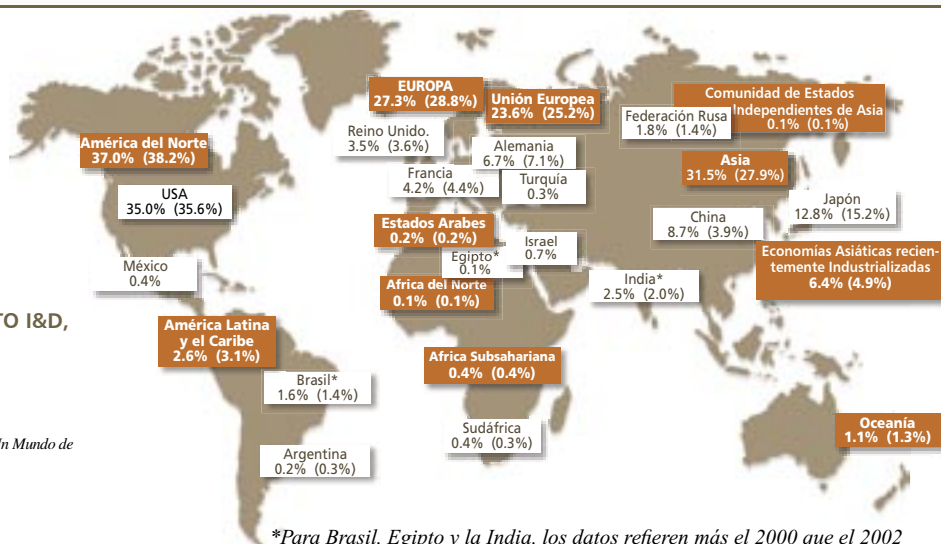 EUROPA
27.3% (28.8%)
Unión Europea
23.6% (25.2%)
Comunidad de Estados
Independientes de Asia
0.1% (0.1%)
Federación Rusa
1.8% (1.4%)
Reino Unido.
3.5% (3.6%)
América del Norte
37.0% (38.2%)
Alemania
6.7% (7.1%)
Asia
31.5% (27.9%)
Francia
4.2% (4.4%)
Turquía
0.3%
USA
35.0% (35.6%)
Japón
12.8% (15.2%)
China
8.7% (3.9%)
Estados Arabes
0.2% (0.2%)
Israel
0.7%
Egipto*
0.1%
Economías Asiáticas recien-
temente Industrializadas
6.4% (4.9%)
México
0.4%
India*
2.5% (2.0%)
Africa del Norte
0.1% (0.1%)
TO I&D,
América Latina
y el Caribe
2.6% (3.1%)
Africa Subsahariana
0.4% (0.4%)
Brasil*
1.6% (1.4%)
Sudáfrica
0.4% (0.3%)
Oceanía
1.1% (1.3%)
Un Mundo de
Argentina
0.2% (0.3%)
*Para Brasil, Egipto y la India, los datos refieren más el 2000 que el 2002